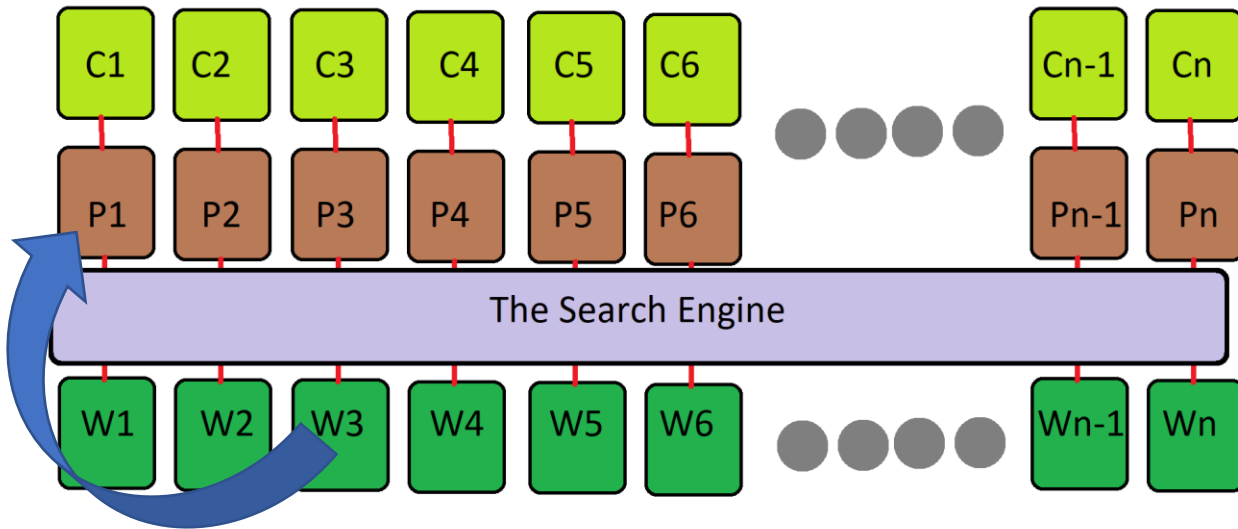 C1 C2 C3 C4 C5 C6 Cn-1 Cn
P1 P2 P3 P4 P5 P6 Pn-1 Pn
The Search Engine
W1 W2 W3 W4 W5 W6 Wn-1 Wn